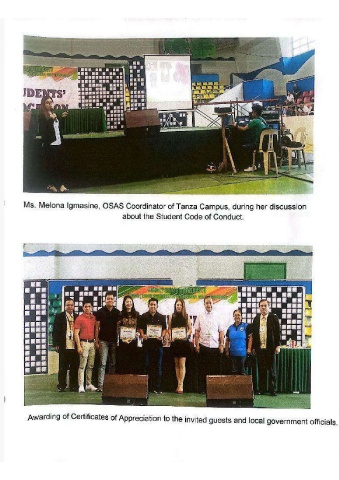 UDENTS'
Ms. Melona Igmasine, OSAS Coordinator of Tanza Campus, during her discussion
about the Student Code of Conduct.
Awarding of Certificates of Appreciation to the invited guests and local government officials.